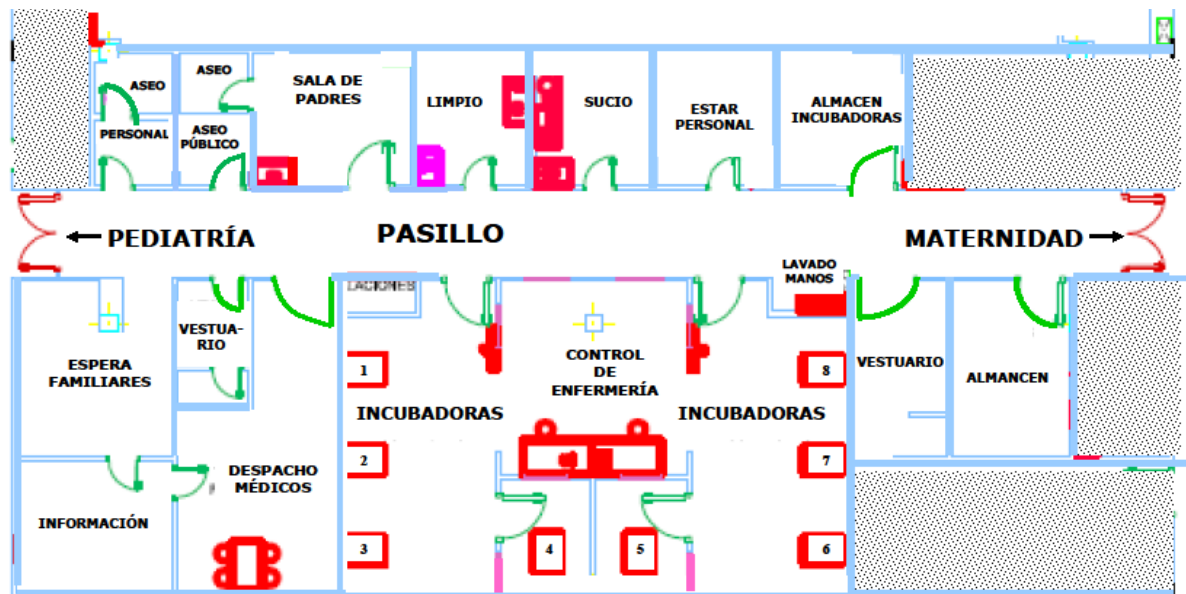 ASEO
ASEO
SALA DE
PADRES
LIMPIO
SUCIO
ESTAR
PERSONAL
ALMACEN
INCUBADORAS
PERSONAL
ASEO
PÚBLICO
PEDIATRÍA
PASILLO
MATERNIDAD
LAVADO
MANOS
LACIONES
VESTUA-
RIO
ESPERA
FAMILIARES
CONTROL
DE
ENFERMERÍA
1
8
VESTUARIO
ALMANCEN
INCUBADORAS
INCUBADORAS
2
7
DESPACHO
MÉDICOS
INFORMACIÓN
3
4
5
6